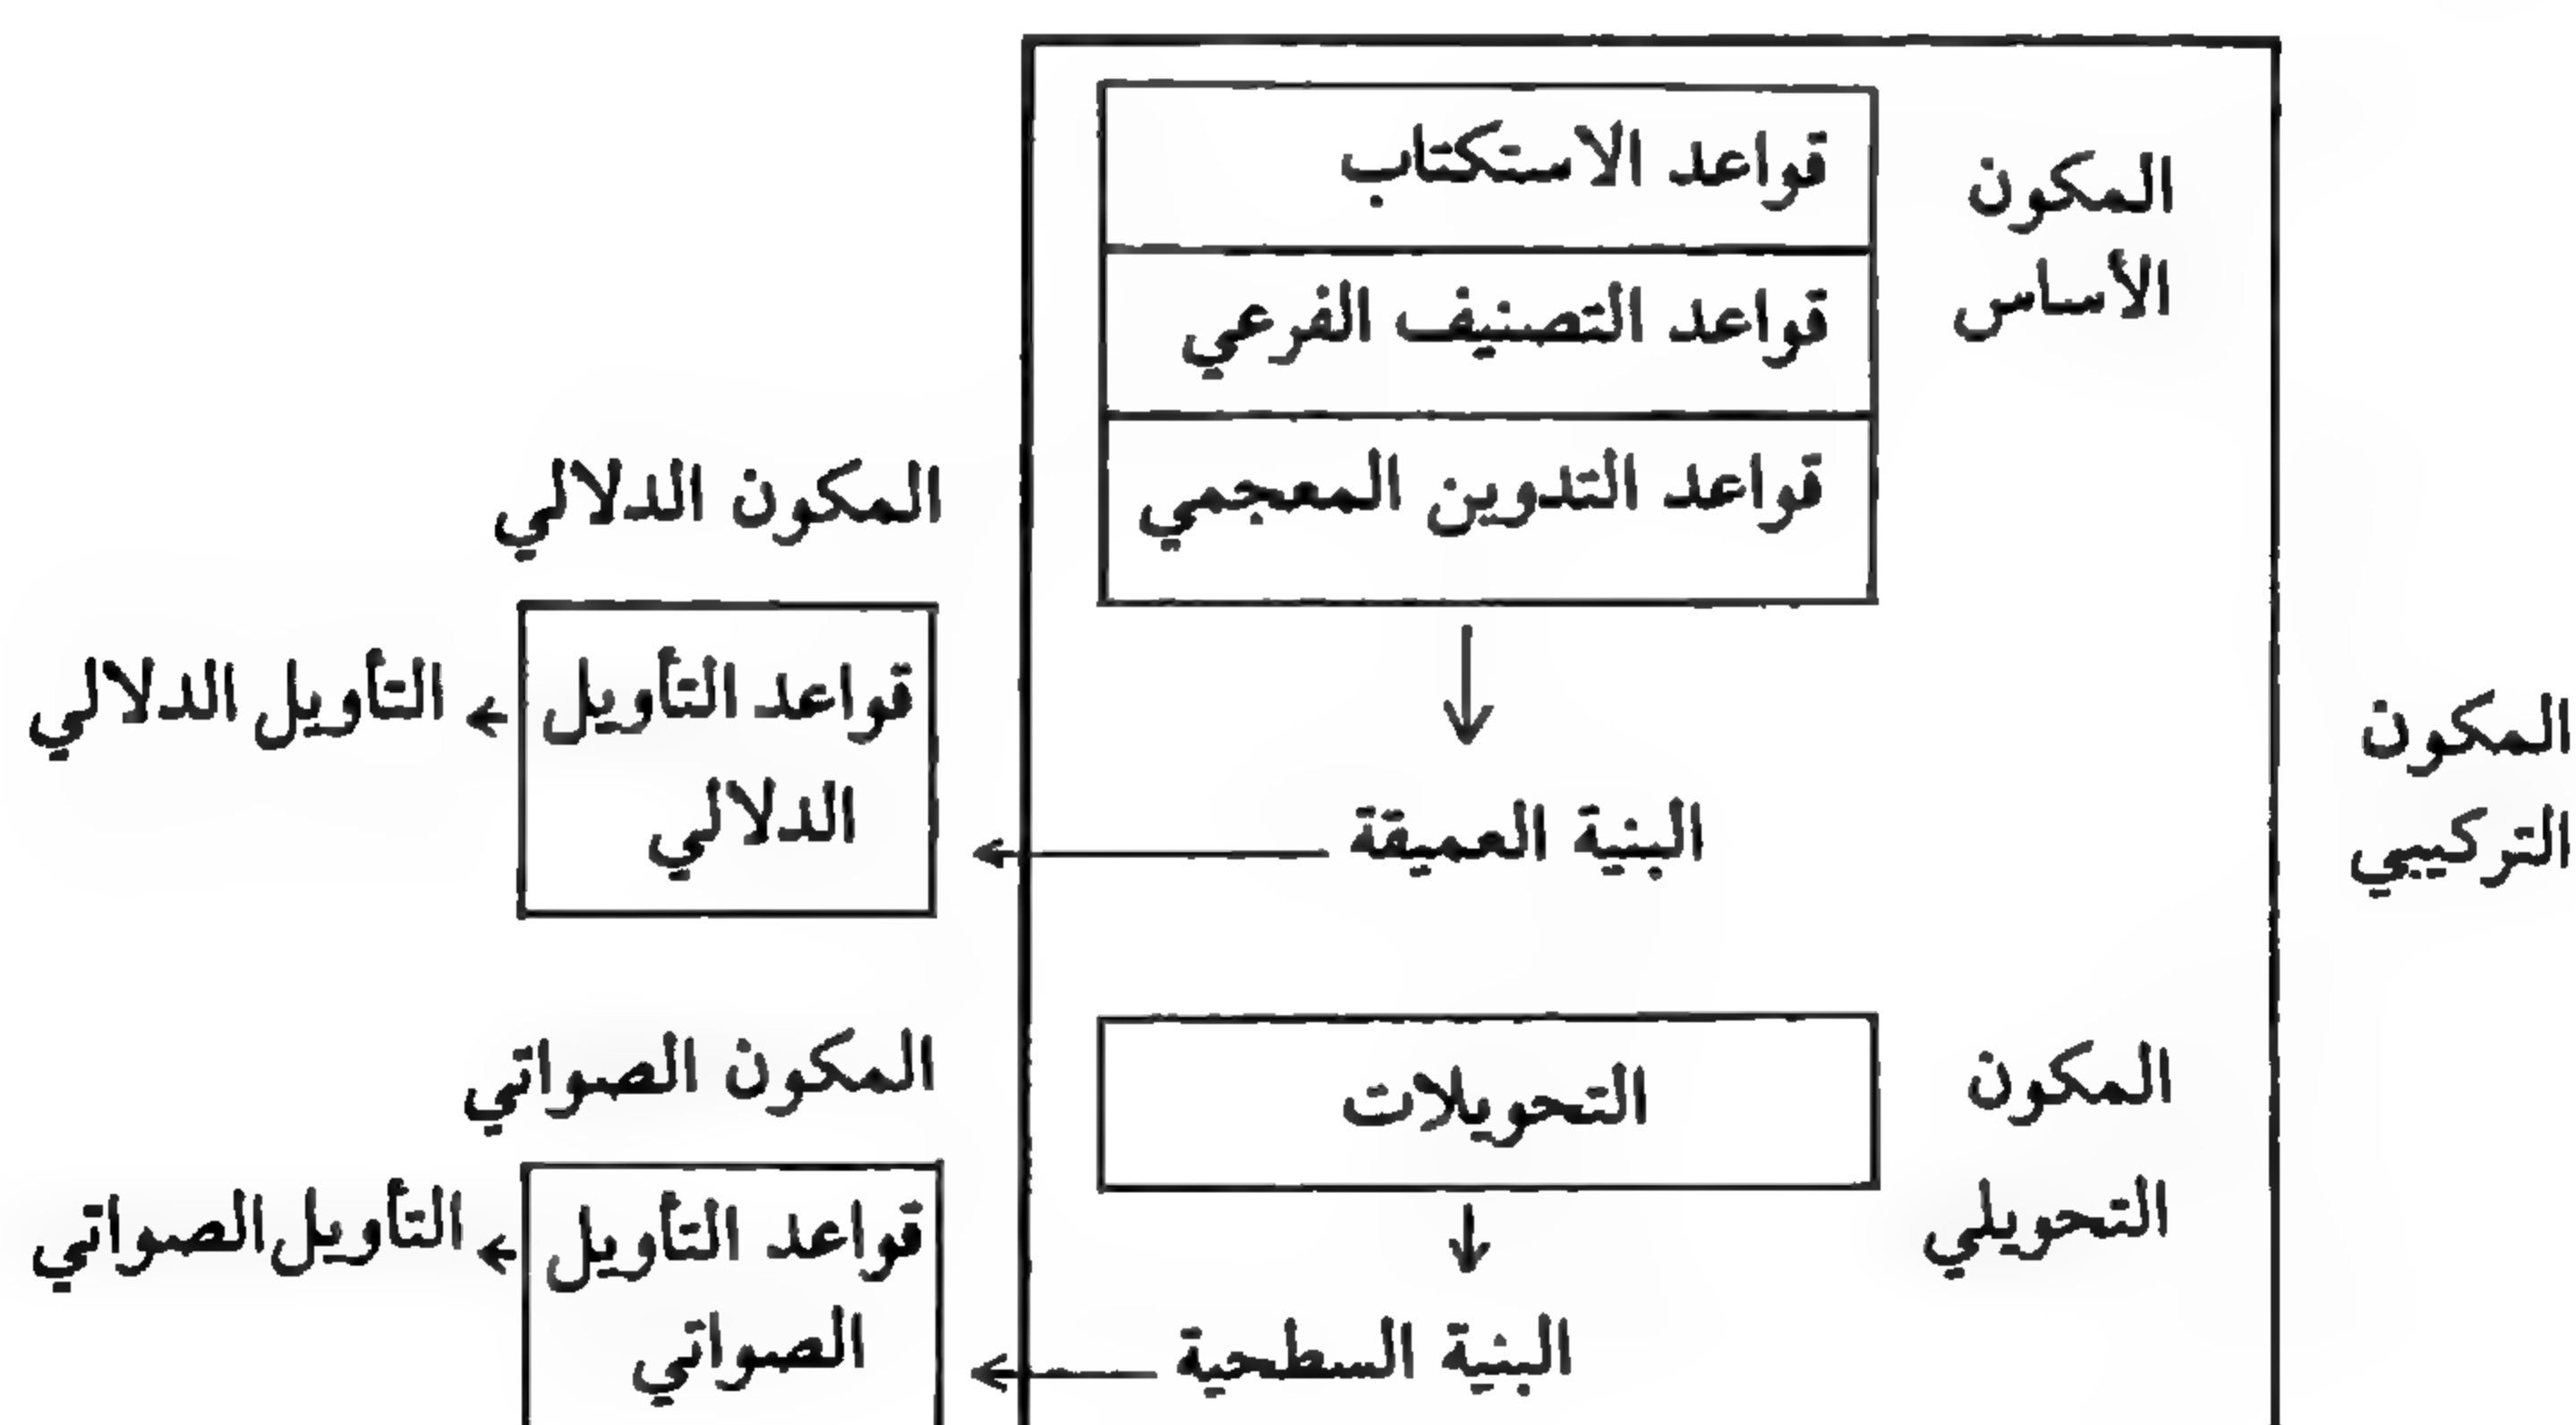 قواعد الاستكتاب
المكون
الأساس
قواعد التصنيف الفرعي
قواعد التدوين المعجمي
المكون الدلالي
قواعد التأويل
الدلالي
التأويل الدلالي
المكون
التركيبي
البنية العميقة
المكون
التحويلي
التحويلات
المكون الصواتي
قواعد التأويل
الصواتي
التأويل الصواتي
البنية السطحية